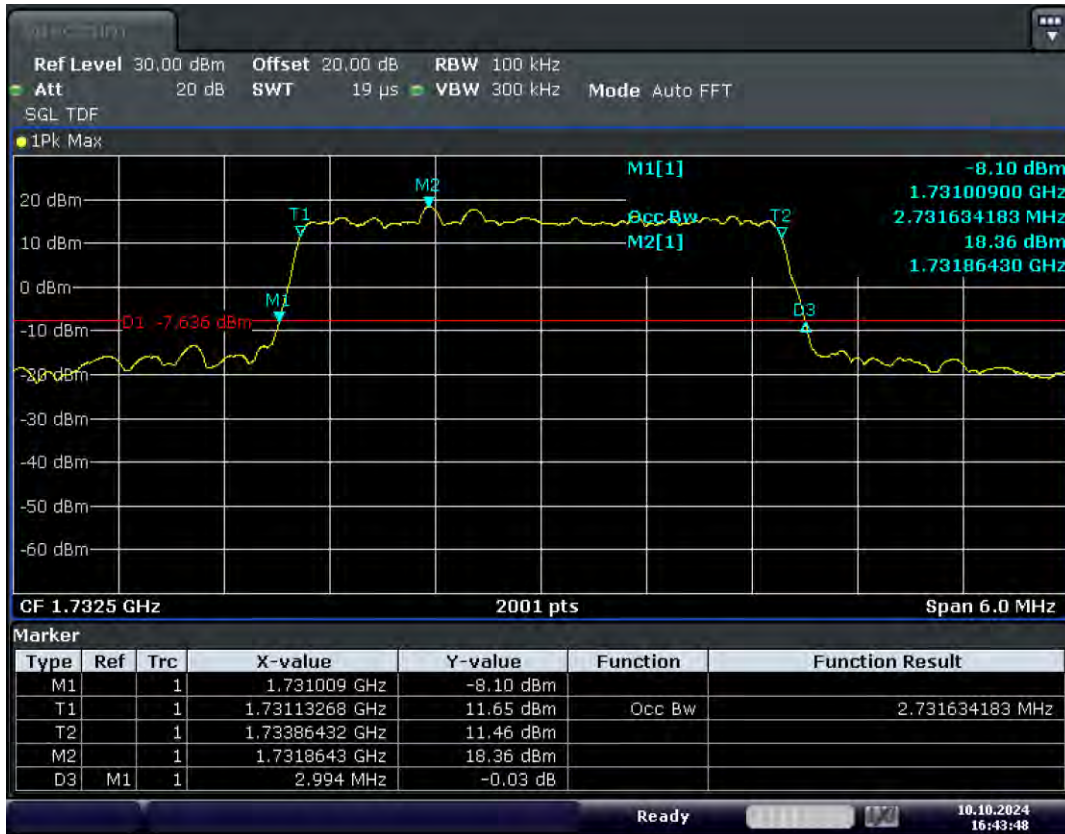 Spectrum
Ref Level 30.00 dBm Offset 20.00 dB RBW 100 kHz
Att 20 dB SWT 19 µs VBW 300 kHz Mode Auto FFT
SGL TDF
1Pk Max
M1[1] -8.10 dBm
1.73100900 GHz
Occ Bw 2.731634183 MHz
M2[1] 18.36 dBm
1.73186430 GHz
M2
T1
T2
M1
D3
D1 -7.636 dBm
20 dBm
10 dBm
0 dBm
-10 dBm
-20 dBm
-30 dBm
-40 dBm
-50 dBm
-60 dBm
CF 1.7325 GHz 2001 pts Span 6.0 MHz
Marker
Type Ref Trc X-value Y-value Function Function Result
M1 1 1.731009 GHz -8.10 dBm
T1 1 1.73113268 GHz 11.65 dBm Occ Bw 2.731634183 MHz
T2 1 1.73386432 GHz 11.46 dBm
M2 1 1.7318643 GHz 18.36 dBm
D3 M1 1 2.994 MHz -0.03 dB
Ready 10.10.2024
16:43:48